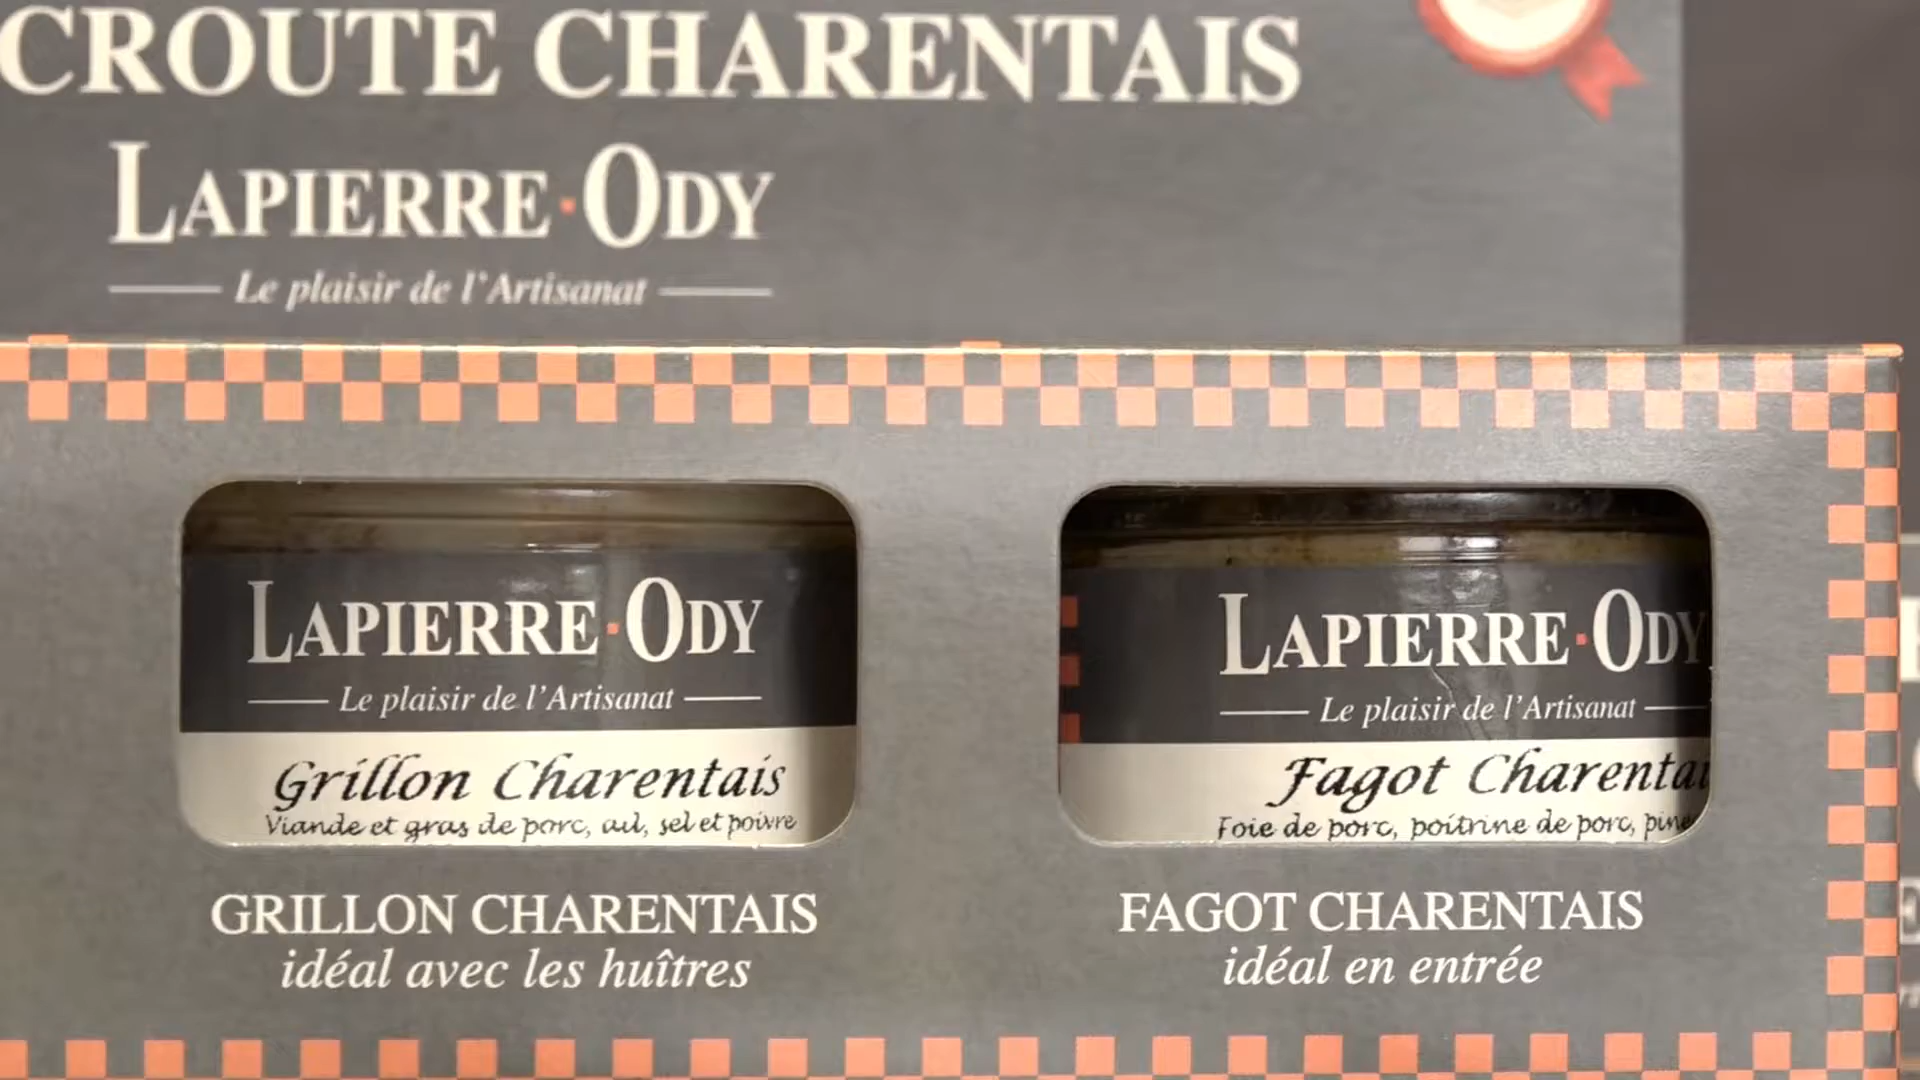 CROUTE CHARENTAIS
LAPIERRE·ODY
Le plaisir de l'Artisanat
LAPIERRE·ODY
Le plaisir de l'Artisanat
Grillon Charentais
Viande et gras de porc, ail, sel et poivre
LAPIERRE·ODY
Le plaisir de l'Artisanat
Fagot Charentai
Foie de porc, poitrine de porc,
GRILLON CHARENTAIS
idéal avec les huîtres
FAGOT CHARENTAIS
idéal en entrée